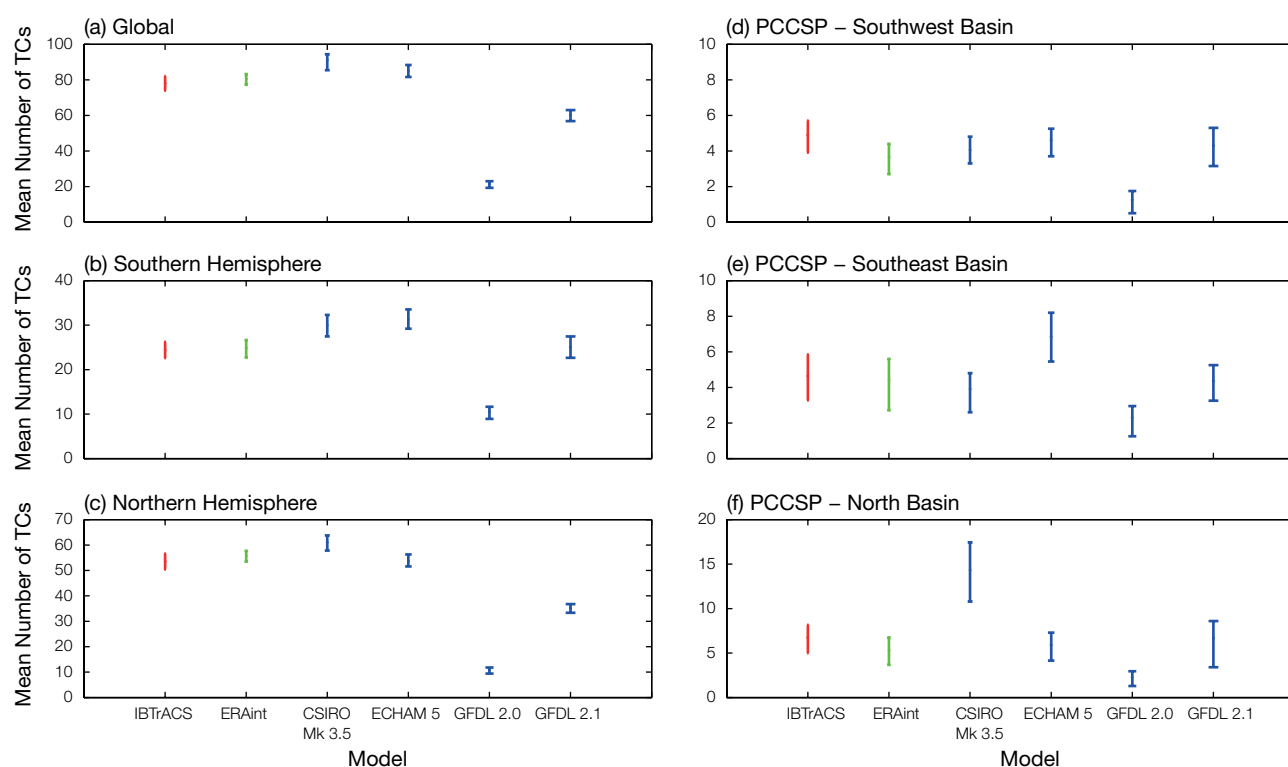 (a) Global
Mean Number of TCs
100
80
60
40
20
0
(b) Southern Hemisphere
Mean Number of TCs
40
30
20
10
0
(c) Northern Hemisphere
Mean Number of TCs
70
60
50
40
30
20
10
0
IBTrACS ERAint CSIRO ECHAM 5 GFDL 2.0 GFDL 2.1
Mk 3.5
Model
(d) PCCSP – Southwest Basin
10
8
6
4
2
0
(e) PCCSP – Southeast Basin
10
8
6
4
2
0
(f) PCCSP – North Basin
20
15
10
5
0
IBTrACS ERAint CSIRO ECHAM 5 GFDL 2.0 GFDL 2.1
Mk 3.5
Model